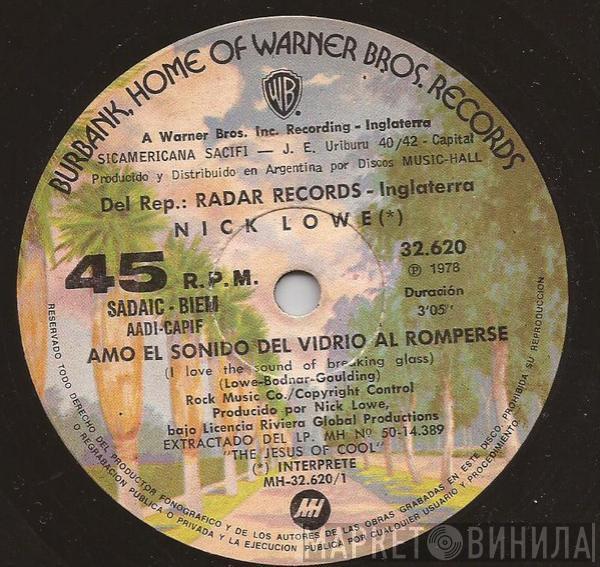 BURBANK, HOME OF WARNER BROS. RECORDS
WB
A Warner Bros. Inc. Recording - Inglaterra
SICAMERICANA SACIFI — J. E. Uriburu 40/42 - Capital
Producido y Distribuido en Argentina por Discos MUSIC-HALL
Del Rep.: RADAR RECORDS - Inglaterra
NICK LOWE (*)
45 R.P.M.
32.620
℗ 1978
SADAIC - BIEM
AADI-CAPIF
Duración
3'05"
AMO EL SONIDO DEL VIDRIO AL ROMPERSE
(I love the sound of breaking glass)
(Lowe-Bodnar-Goulding)
Rock Music Co./Copyright Control
Producido por Nick Lowe,
bajo Licencia Riviera Global Productions
EXTRACTADO DEL LP. MH Nº 50-14.389
"THE JESUS OF COOL"
(*) INTERPRETE
MH-32.620/1
MH
RESERVADO TODO DERECHO DEL PRODUCTOR FONOGRAFICO Y DE LOS AUTORES DE LAS OBRAS GRABADAS EN ESTE DISCO. PROHIBIDA SU REPRODUCCION
O REGRABACION PUBLICA O PRIVADA Y LA EJECUCION PUBLICA POR CUALQUIER USUARIO Y PROCEDIMIENTO.
МАРКЕТ ВИНИЛА